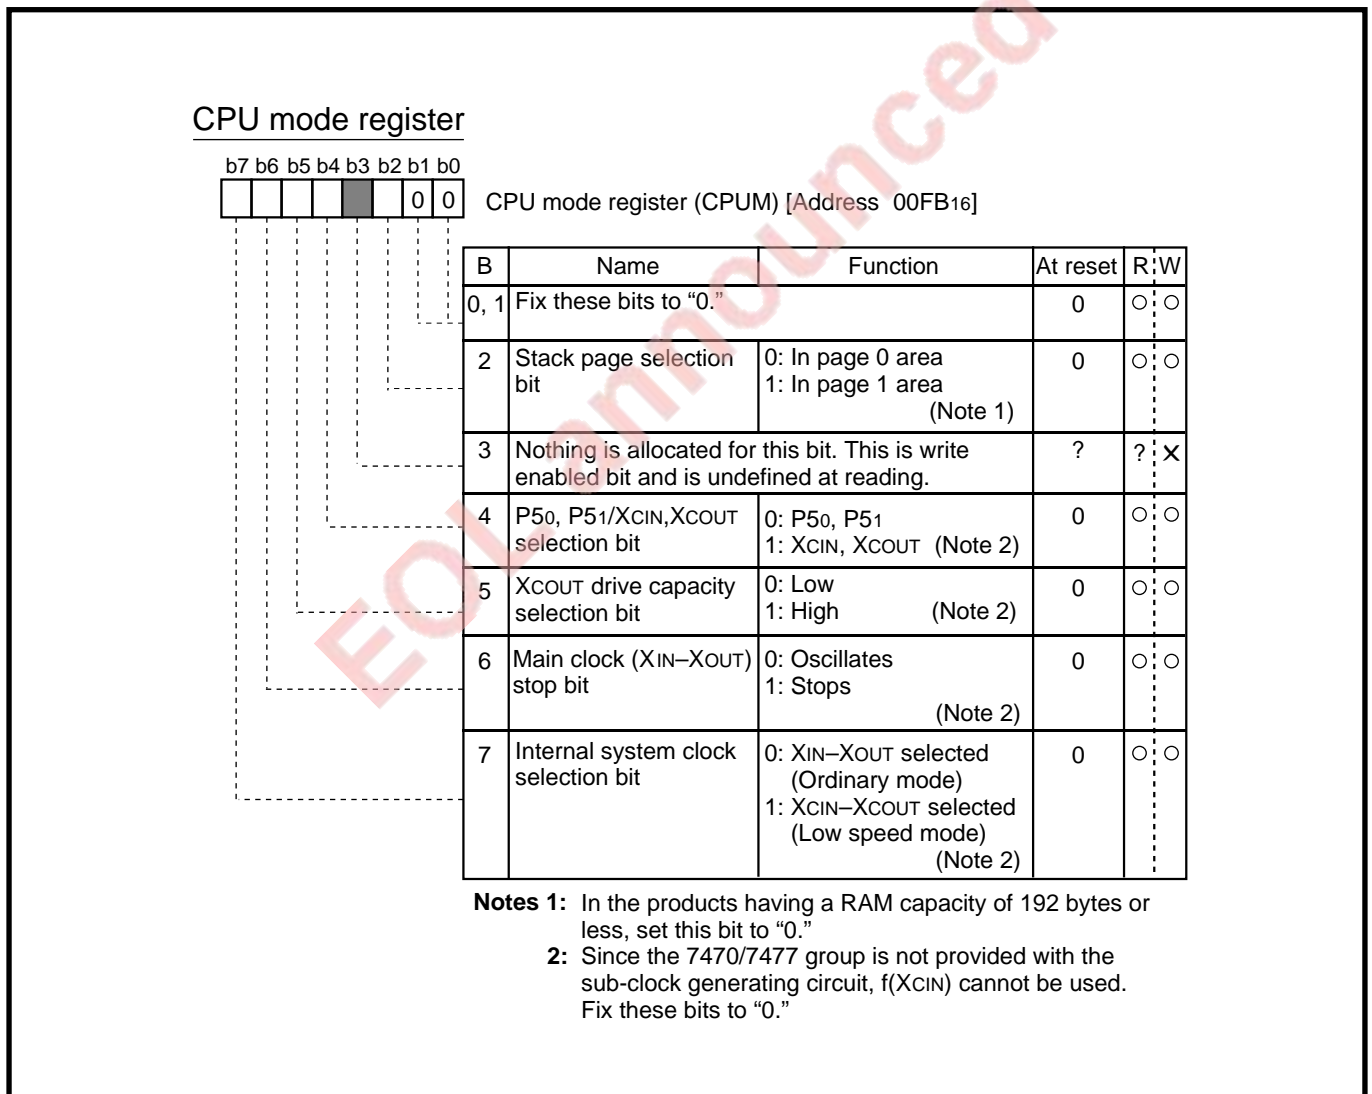 CPU mode register
b7 b6 b5 b4 b3 b2 b1 b0
0 0
CPU mode register (CPUM) [Address 00FB16]
B Name Function At reset R W
0, 1 Fix these bits to “0.” 0 ○ ○
2 Stack page selection 0: In page 0 area 0 ○ ○
bit 1: In page 1 area
(Note 1)
3 Nothing is allocated for this bit. This is write ? ? ×
enabled bit and is undefined at reading.
4 P50, P51/XCIN,XCOUT 0: P50, P51 0 ○ ○
selection bit 1: XCIN, XCOUT (Note 2)
5 XCOUT drive capacity 0: Low 0 ○ ○
selection bit 1: High (Note 2)
6 Main clock (XIN–XOUT) 0: Oscillates 0 ○ ○
stop bit 1: Stops
(Note 2)
7 Internal system clock 0: XIN–XOUT selected 0 ○ ○
selection bit (Ordinary mode)
1: XCIN–XCOUT selected
(Low speed mode)
(Note 2)
Notes 1: In the products having a RAM capacity of 192 bytes or
less, set this bit to “0.”
2: Since the 7470/7477 group is not provided with the
sub-clock generating circuit, f(XCIN) cannot be used.
Fix these bits to “0.”
EOL announced